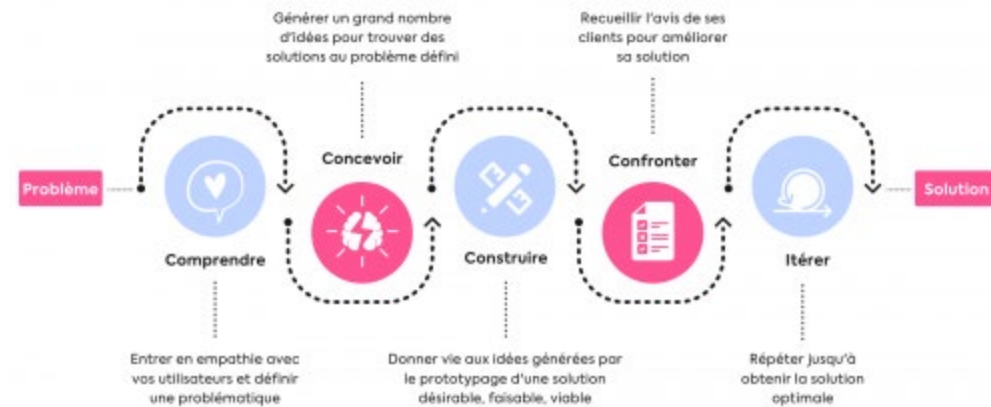 Générer un grand nombre
d'idées pour trouver des
solutions au problème défini
Recueillir l'avis de ses
clients pour améliorer
sa solution
Problème
Concevoir
Confronter
Solution
Comprendre
Construire
Itérer
Entrer en empathie avec
vos utilisateurs et définir
une problématique
Donner vie aux idées générées par
le prototypage d'une solution
désirable, faisable, viable
Répéter jusqu'à
obtenir la solution
optimale